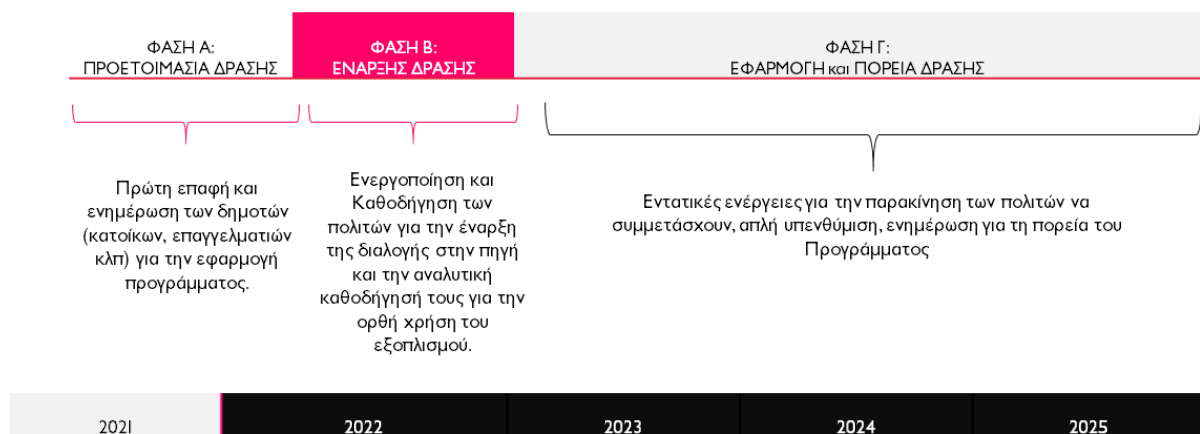 ΦΑΣΗ Α:
ΠΡΟΕΤΟΙΜΑΣΙΑ ΔΡΑΣΗΣ
ΦΑΣΗ Β:
ΕΝΑΡΞΗΣ ΔΡΑΣΗΣ
ΦΑΣΗ Γ:
ΕΦΑΡΜΟΓΗ και ΠΟΡΕΙΑ ΔΡΑΣΗΣ
Πρώτη επαφή και
ενημέρωση των δημοτών
(κατοίκων, επαγγελματιών
κλπ) για την εφαρμογή
προγράμματος.
Ενεργοποίηση και
Καθοδήγηση των
πολιτών για την έναρξη
της διαλογής στην πηγή
και την αναλυτική
καθοδήγησή τους για την
ορθή χρήση του
εξοπλισμού.
Εντατικές ενέργειες για την παρακίνηση των πολιτών να
συμμετάσχουν, απλή υπενθύμιση, ενημέρωση για τη πορεία του
Προγράμματος
2021
2022
2023
2024
2025